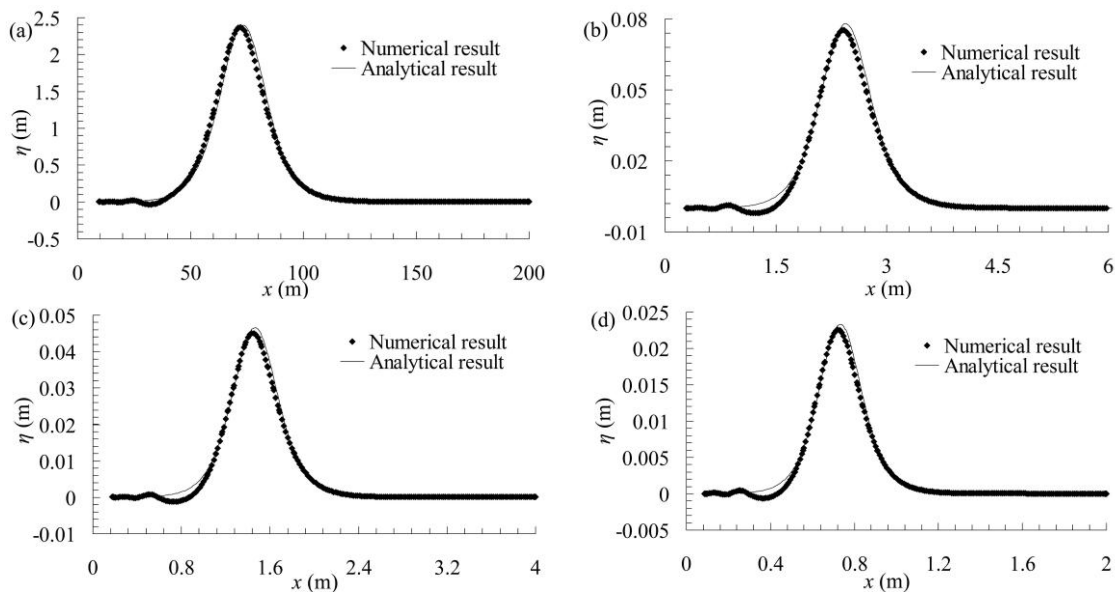 (a)
2.5
2
1.5
1
0.5
0
-0.5
η (m)
Numerical result
Analytical result
0 50 100 150 200
x (m)
(b)
0.08
0.05
0.02
-0.01
η (m)
Numerical result
Analytical result
0 1.5 3 4.5 6
x (m)
(c)
0.05
0.04
0.03
0.02
0.01
0
-0.01
η (m)
Numerical result
Analytical result
0 0.8 1.6 2.4 3.2 4
x (m)
(d)
0.025
0.02
0.015
0.01
0.005
0
-0.005
η (m)
Numerical result
Analytical result
0 0.4 0.8 1.2 1.6 2
x (m)